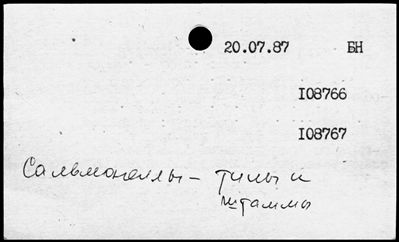 20.07.87 БН
I08766
I08767
Сальмонеллы - типы и
штаммы